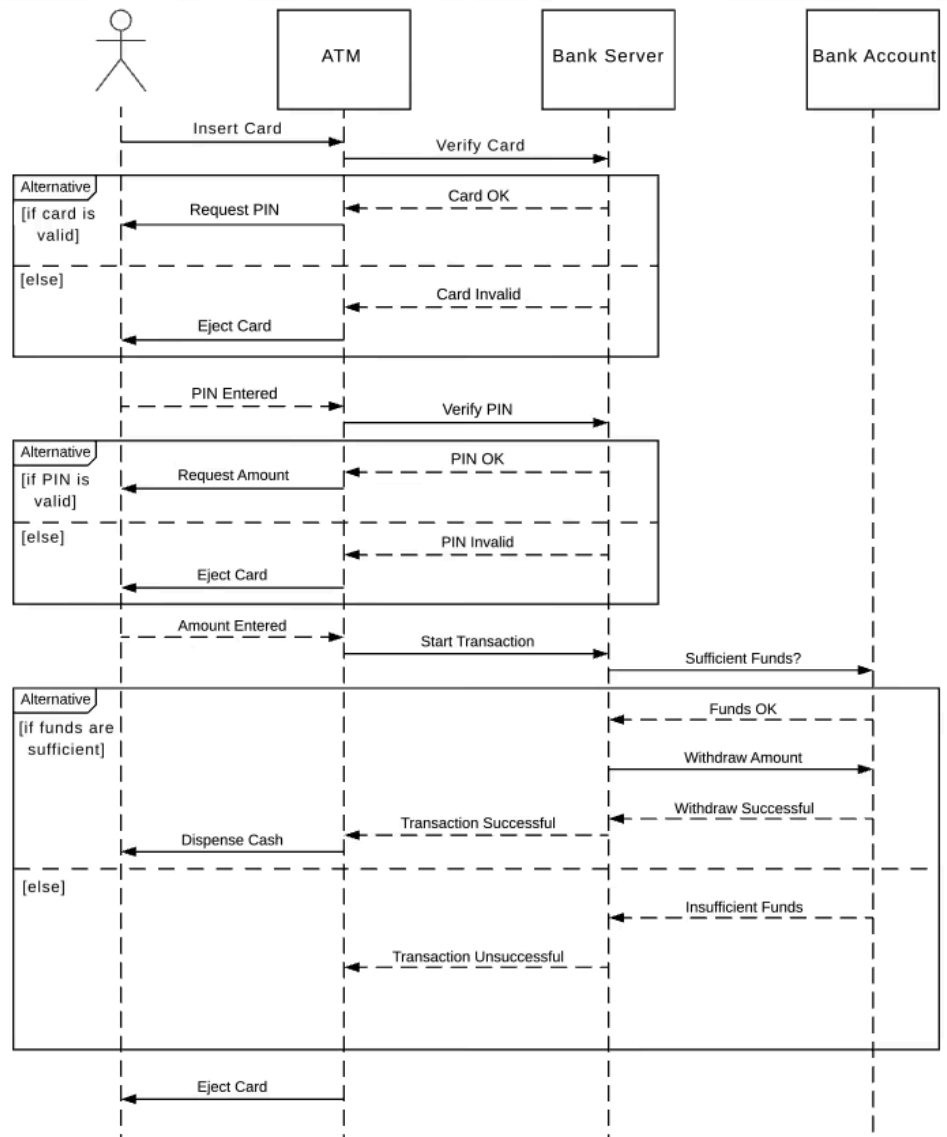 ATM
Bank Server
Bank Account
Insert Card
Verify Card
Alternative
[if card is
valid]
Card OK
Request PIN
[else]
Card Invalid
Eject Card
PIN Entered
Verify PIN
Alternative
[if PIN is
valid]
PIN OK
Request Amount
[else]
PIN Invalid
Eject Card
Amount Entered
Start Transaction
Sufficient Funds?
Alternative
[if funds are
sufficient]
Funds OK
Withdraw Amount
Withdraw Successful
Transaction Successful
Dispense Cash
[else]
Insufficient Funds
Transaction Unsuccessful
Eject Card